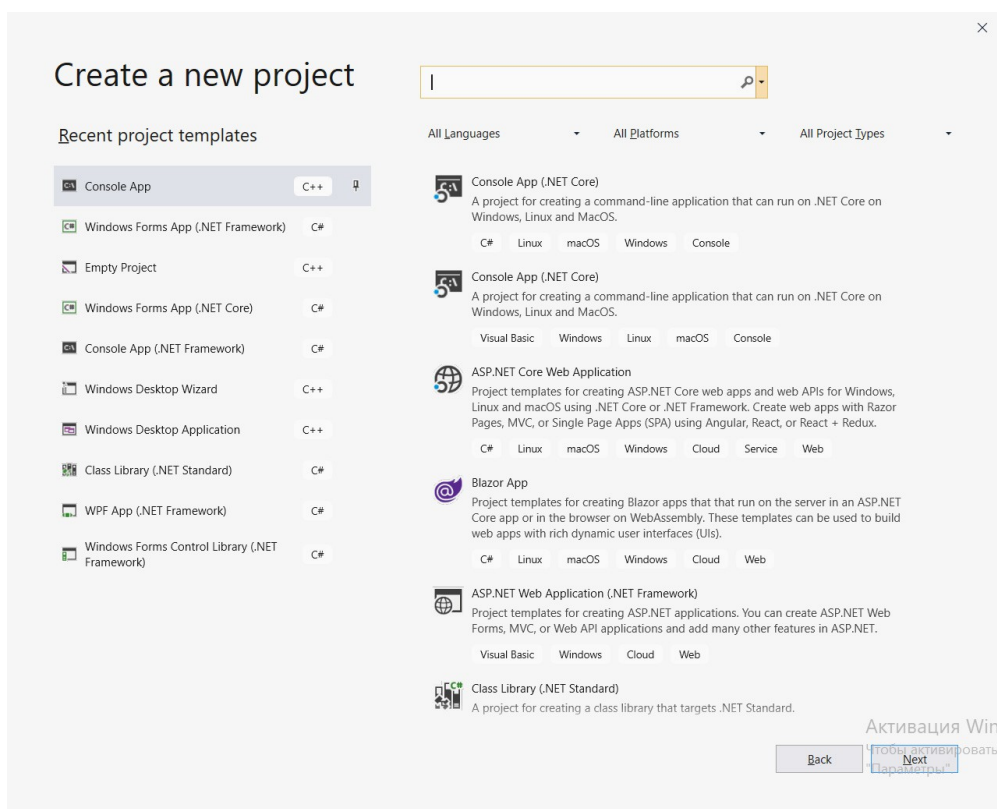 Create a new project
Recent project templates
Console App C++
Windows Forms App (.NET Framework) C#
Empty Project C++
Windows Forms App (.NET Core) C#
Console App (.NET Framework) C#
Windows Desktop Wizard C++
Windows Desktop Application C++
Class Library (.NET Standard) C#
WPF App (.NET Framework) C#
Windows Forms Control Library (.NET
Framework) C#
All Languages All Platforms All Project Types
Console App (.NET Core)
A project for creating a command-line application that can run on .NET Core on
Windows, Linux and MacOS.
C# Linux macOS Windows Console
Console App (.NET Core)
A project for creating a command-line application that can run on .NET Core on
Windows, Linux and MacOS.
Visual Basic Windows Linux macOS Console
ASP.NET Core Web Application
Project templates for creating ASP.NET Core web apps and web APIs for Windows,
Linux and macOS using .NET Core or .NET Framework. Create web apps with Razor
Pages, MVC, or Single Page Apps (SPA) using Angular, React, or React + Redux.
C# Linux macOS Windows Cloud Service Web
Blazor App
Project templates for creating Blazor apps that that run on the server in an ASP.NET
Core app or in the browser on WebAssembly. These templates can be used to build
web apps with rich dynamic user interfaces (UIs).
C# Linux macOS Windows Cloud Web
ASP.NET Web Application (.NET Framework)
Project templates for creating ASP.NET applications. You can create ASP.NET Web
Forms, MVC, or Web API applications and add many other features in ASP.NET.
Visual Basic Windows Cloud Web
Class Library (.NET Standard)
A project for creating a class library that targets .NET Standard.
Активация Win
Чтобы активировать
"Параметры"
Back Next